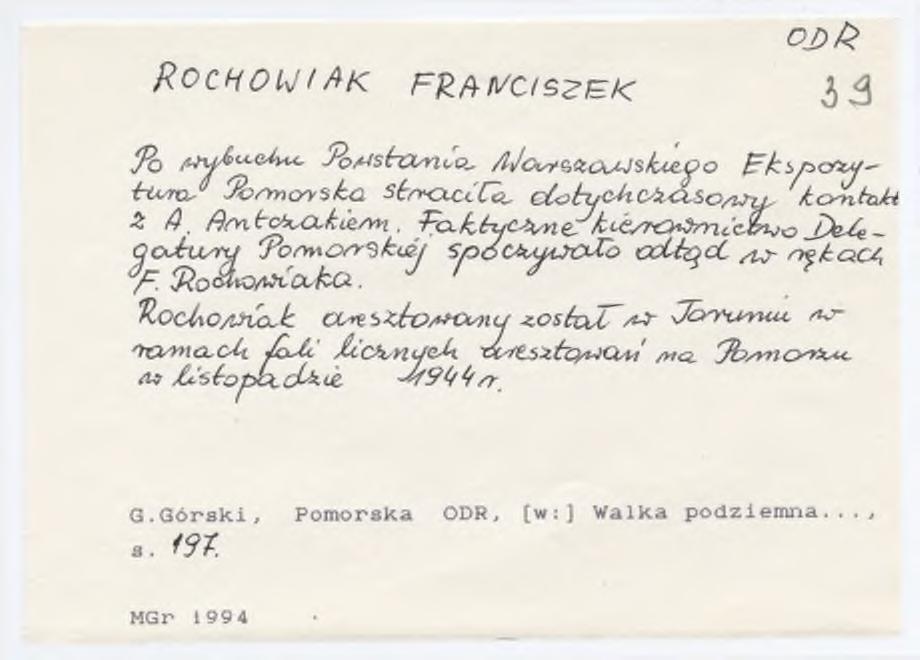 ODR
ROCHOWIAK FRANCISZEK
39
Po wybuchu Powstania Warszawskiego Ekspozy-
tura Pomorska straciła dotychczasowy kontakt
z A. Antczakiem. Faktyczne kierownictwo Dele-
gatury Pomorskiej spoczywało odtąd w rękach
F. Rochowiaka.
Rochowiak aresztowany został w Toruniu w
ramach fali licznych aresztowań na Pomorzu
w listopadzie 1944 r.
G.Górski, Pomorska ODR, [w:] Walka podziemna...,
s. 197.
MGr 1994